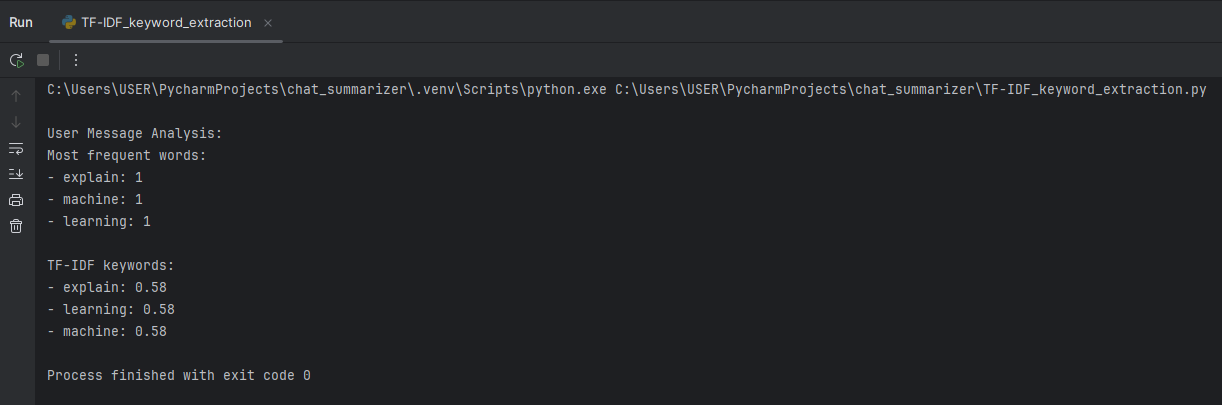 Run TF-IDF_keyword_extraction
C:\Users\USER\PycharmProjects\chat_summarizer\.venv\Scripts\python.exe C:\Users\USER\PycharmProjects\chat_summarizer\TF-IDF_keyword_extraction.py
User Message Analysis:
Most frequent words:
- explain: 1
- machine: 1
- learning: 1
TF-IDF keywords:
- explain: 0.58
- learning: 0.58
- machine: 0.58
Process finished with exit code 0